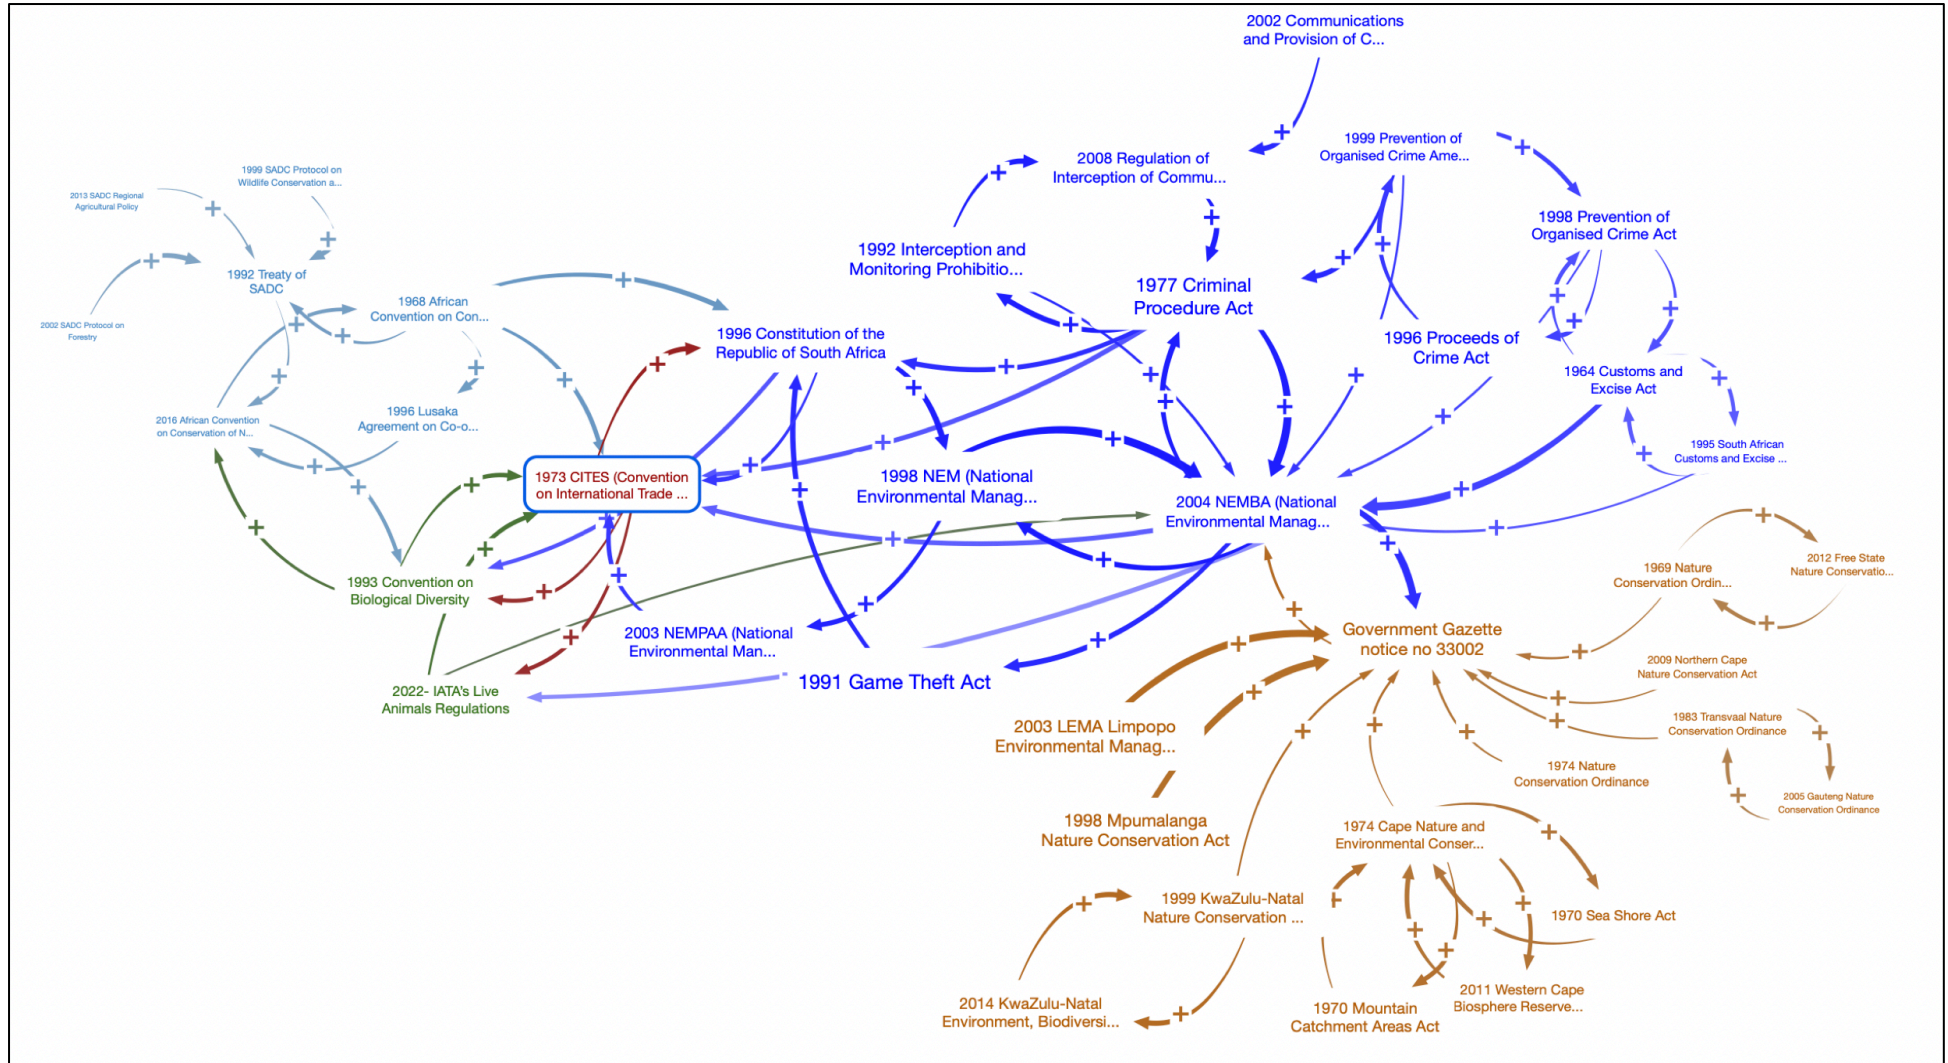 2002 Communications
and Provision of C...
1999 Prevention of
Organised Crime Ame...
2008 Regulation of
Interception of Commu...
1999 SADC Protocol on
Wildlife Conservation a...
2013 SADC Regional
Agricultural Policy
1998 Prevention of
Organised Crime Act
1992 Interception and
Monitoring Prohibitio...
1992 Treaty of
SADC
1977 Criminal
Procedure Act
1968 African
Convention on Con...
2002 SADC Protocol on
Forestry
1996 Constitution of the
Republic of South Africa
1996 Proceeds of
Crime Act
1964 Customs and
Excise Act
2016 African Convention
on Conservation of N...
1996 Lusaka
Agreement on Co-o...
1995 South African
Customs and Excise ...
1973 CITES (Convention
on International Trade ...
1998 NEM (National
Environmental Manag...
2004 NEMBA (National
Environmental Manag...
1969 Nature
Conservation Ordin...
2012 Free State
Nature Conservatio...
1993 Convention on
Biological Diversity
2003 NEMPAA (National
Environmental Man...
Government Gazette
notice no 33002
2009 Northern Cape
Nature Conservation Act
2022- IATA's Live
Animals Regulations
1991 Game Theft Act
2003 LEMA Limpopo
Environmental Manag...
1983 Transvaal Nature
Conservation Ordinance
1974 Nature
Conservation Ordinance
2005 Gauteng Nature
Conservation Ordinance
1998 Mpumalanga
Nature Conservation Act
1974 Cape Nature and
Environmental Conser...
1999 KwaZulu-Natal
Nature Conservation ...
1970 Sea Shore Act
2014 KwaZulu-Natal
Environment, Biodiversi...
1970 Mountain
Catchment Areas Act
2011 Western Cape
Biosphere Reserve...